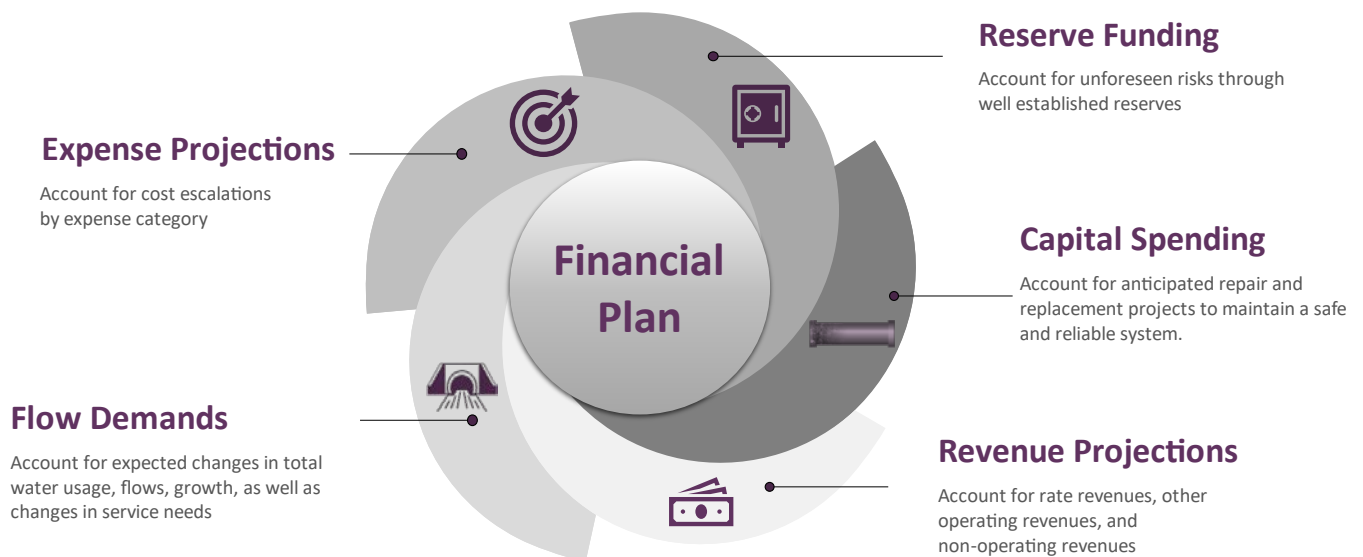 Reserve Funding
Account for unforeseen risks through
well established reserves
Expense Projections
Account for cost escalations
by expense category
Financial
Plan
Capital Spending
Account for anticipated repair and
replacement projects to maintain a safe
and reliable system.
Flow Demands
Account for expected changes in total
water usage, flows, growth, as well as
changes in service needs
Revenue Projections
Account for rate revenues, other
operating revenues, and
non-operating revenues